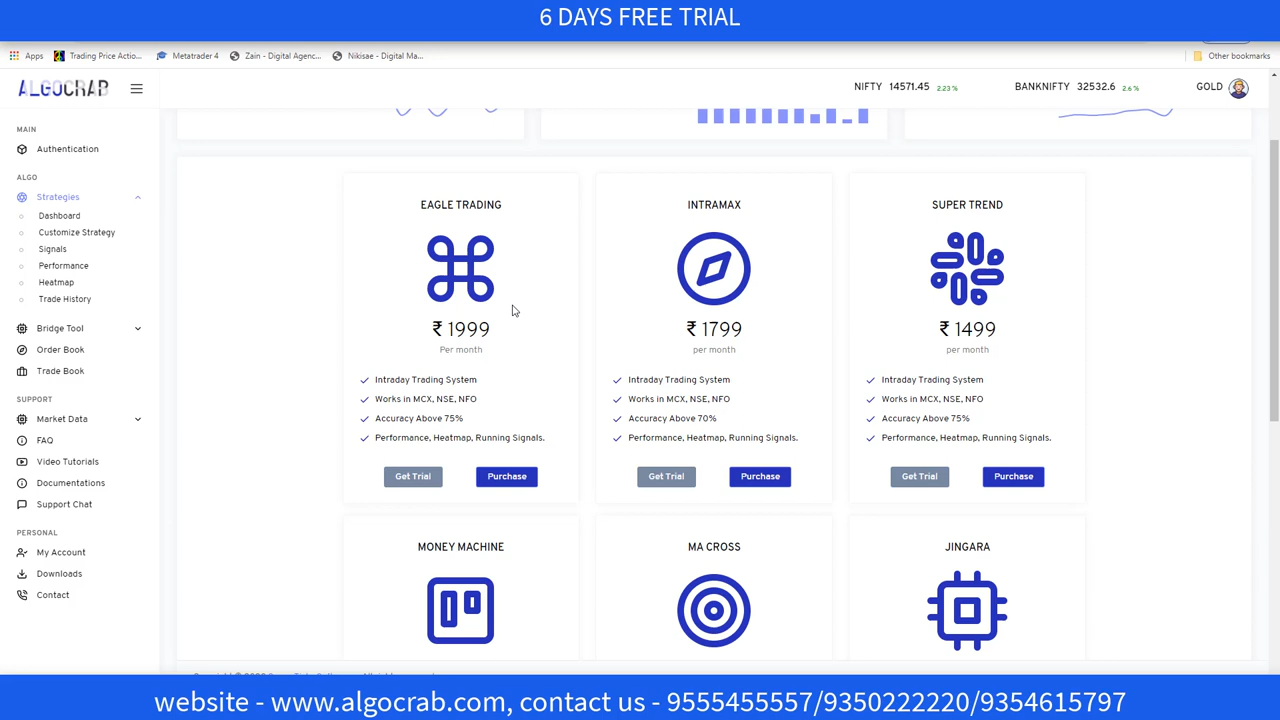 6 DAYS FREE TRIAL
Apps Trading Price Actio... Metatrader 4 Zain - Digital Agenc... Nikisae - Digital Ma... Other bookmarks
ALGOCRAB NIFTY 14571.45 2.23 % BANKNIFTY 32532.6 2.6 % GOLD
MAIN
Authentication
ALGO
Strategies
Dashboard
Customize Strategy
Signals
Performance
Heatmap
Trade History
Bridge Tool
Order Book
Trade Book
SUPPORT
Market Data
FAQ
Video Tutorials
Documentations
Support Chat
PERSONAL
My Account
Downloads
Contact
EAGLE TRADING
₹ 1999
Per month
Intraday Trading System
Works in MCX, NSE, NFO
Accuracy Above 75%
Performance, Heatmap, Running Signals.
Get Trial Purchase
INTRAMAX
₹ 1799
per month
Intraday Trading System
Works in MCX, NSE, NFO
Accuracy Above 70%
Performance, Heatmap, Running Signals.
Get Trial Purchase
SUPER TREND
₹ 1499
per month
Intraday Trading System
Works in MCX, NSE, NFO
Accuracy Above 75%
Performance, Heatmap, Running Signals.
Get Trial Purchase
MONEY MACHINE
MA CROSS
JINGARA
website - www.algocrab.com, contact us - 9555455557/9350222220/9354615797